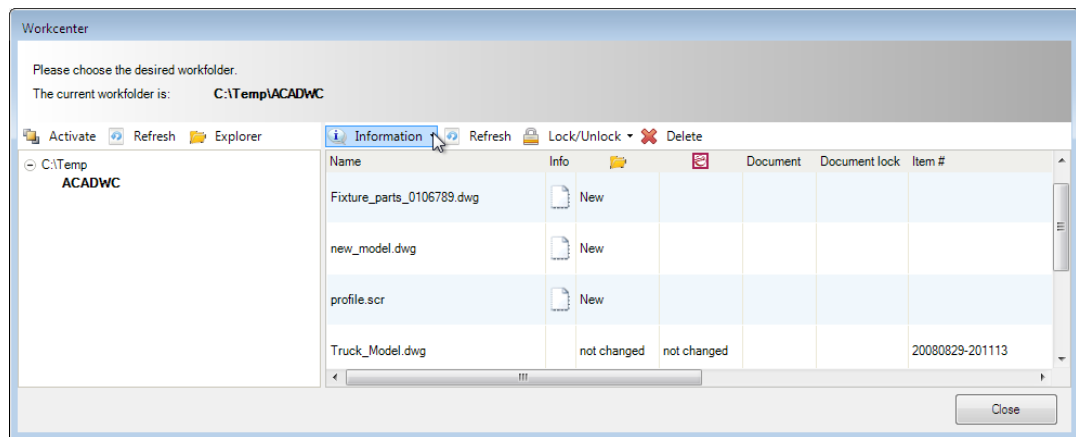 Workcenter
Please choose the desired workfolder.
The current workfolder is: C:\Temp\ACADWC
Activate Refresh Explorer Information Refresh Lock/Unlock Delete
C:\Temp
ACADWC
Name Info Document Document lock Item #
Fixture_parts_0106789.dwg New
new_model.dwg New
profile.scr New
Truck_Model.dwg not changed not changed 20080829-201113
Close